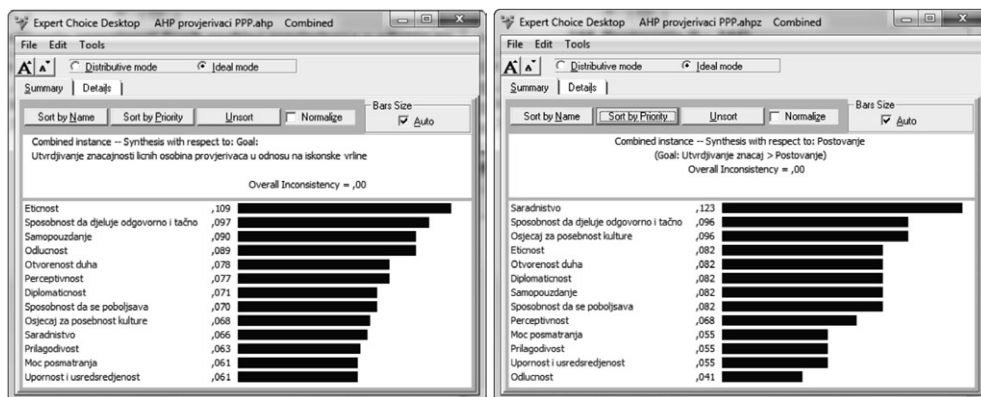 Expert Choice Desktop AHP provjerivaci PPP.ahp Combined
File Edit Tools
A A Distributive mode Ideal mode
Summary Details
Sort by Name Sort by Priority Unsort Normalize Bars Size Auto
Combined instance -- Synthesis with respect to: Goal:
Utvrdjivanje znacajnosti licnih osobina provjerivaca u odnosu na iskonske vrline
Overall Inconsistency = ,00
Eticnost ,109
Sposobnost da djeluje odgovorno i tačno ,097
Samopouzdanje ,090
Odlucnost ,089
Otvorenost duha ,078
Perceptivnost ,077
Diplomaticnost ,071
Sposobnost da se poboljsava ,070
Osjecaj za posebnost kulture ,068
Saradnistvo ,066
Prilagodivost ,063
Moc posmatranja ,061
Upornost i usredsredjenost ,061
Expert Choice Desktop AHP provjerivaci PPP.ahpz Combined
File Edit Tools
A A Distributive mode Ideal mode
Summary Details
Sort by Name Sort by Priority Unsort Normalize Bars Size Auto
Combined instance -- Synthesis with respect to: Postovanje
(Goal: Utvrdjivanje znacaj > Postovanje)
Overall Inconsistency = ,00
Saradnistvo ,123
Sposobnost da djeluje odgovorno i tačno ,096
Osjecaj za posebnost kulture ,096
Eticnost ,082
Otvorenost duha ,082
Diplomaticnost ,082
Samopouzdanje ,082
Sposobnost da se poboljsava ,082
Perceptivnost ,068
Moc posmatranja ,055
Prilagodivost ,055
Upornost i usredsredjenost ,055
Odlucnost ,041